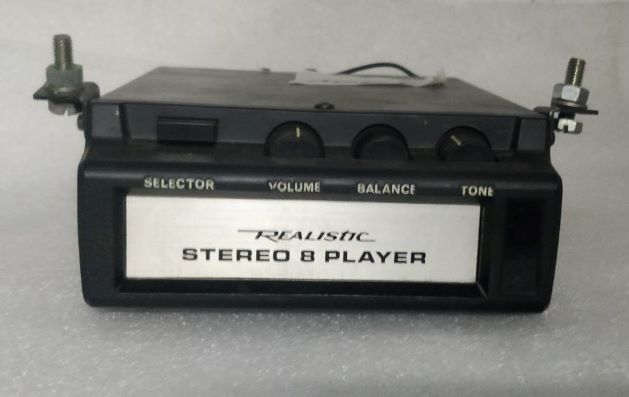 SELECTOR VOLUME BALANCE TONE
REALISTIC
STEREO 8 PLAYER